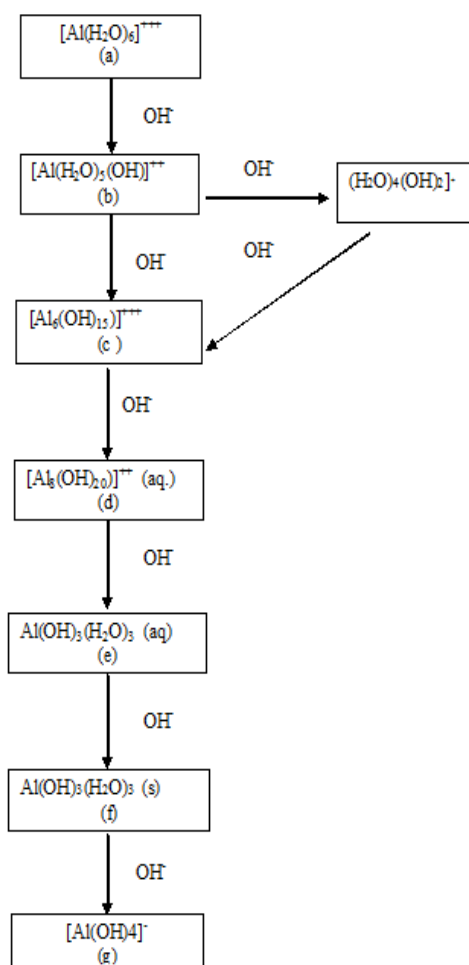 [Al(H₂O)₆]⁺⁺⁺
(a)
OH⁻
[Al(H₂O)₅(OH)]⁺⁺
(b)
OH⁻
(H₂O)₄(OH)₂]-
OH⁻
OH⁻
[Al₆(OH)₁₅)]⁺⁺⁺
(c )
OH⁻
[Al₈(OH)₂₀)]⁺⁺ (aq.)
(d)
OH⁻
Al(OH)₃(H₂O)₃ (aq)
(e)
OH⁻
Al(OH)₃(H₂O)₃ (s)
(f)
OH⁻
[Al(OH)4]⁻
(g)